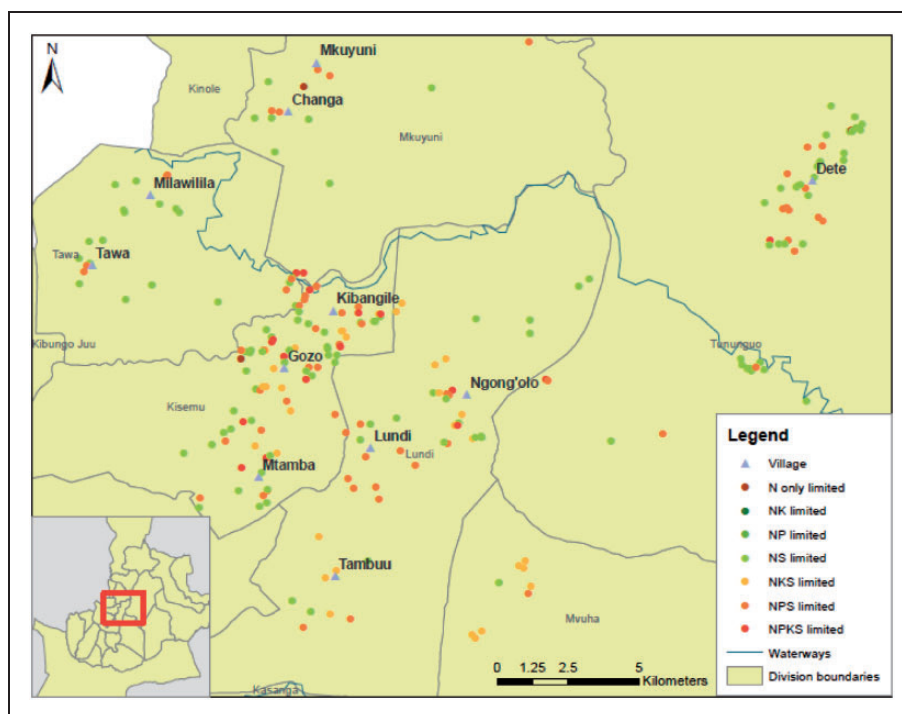 N
Mkuyuni
Kinole
Changa
Mkuyuni
Dete
Milawilila
Tawa
Tawa
Kibangile
Kibungo Juu
Gozo
Tununguo
Kisemu
Ngong'olo
Lundi
Lundi
Mtamba
Tambuu
Mvuha
Kasanga
0 1.25 2.5 5
Kilometers
Legend
Village
N only limited
NK limited
NP limited
NS limited
NKS limited
NPS limited
NPKS limited
Waterways
Division boundaries